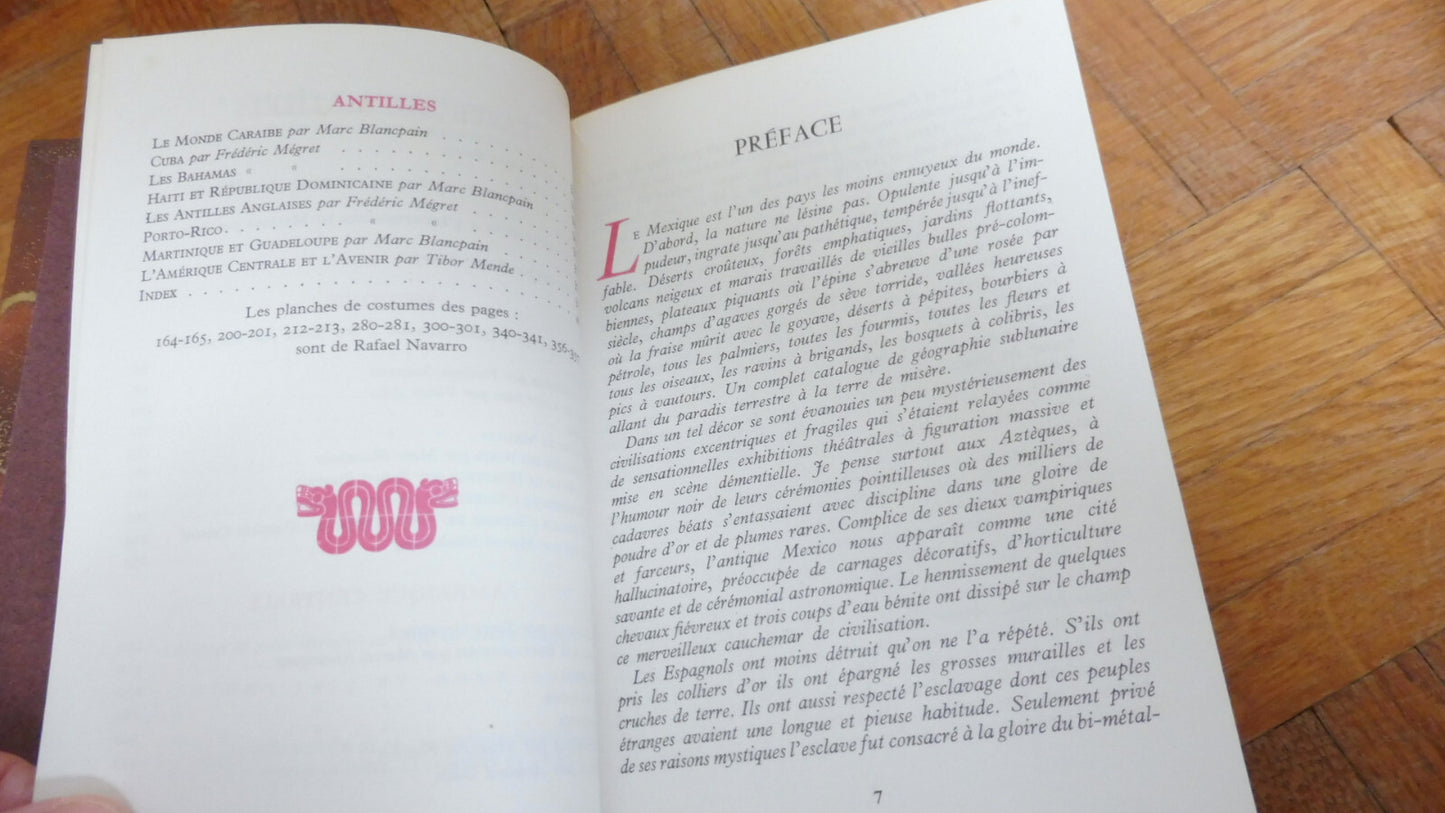 ANTILLES
LE MONDE CARAIBE par Marc Blancpain . . . . . .
CUBA par Frédéric Mégret . . . . . . . . . .
LES BAHAMAS « «
HAITI ET RÉPUBLIQUE DOMINICAINE par Marc Blancpain
LES ANTILLES ANGLAISES par Frédéric Mégret . . . .
PORTO-RICO . . . . . . « «
MARTINIQUE ET GUADELOUPE par Marc Blancpain . . .
L'AMÉRIQUE CENTRALE ET L'AVENIR par Tibor Mende . . .
INDEX . . . . . . . . . . . . . . .
Les planches de costumes des pages :
164-165, 200-201, 212-213, 280-281, 300-301, 340-341,
sont de Rafael Navarro
PRÉFACE
LE Mexique est l'un des pays les moins ennuyeux du monde.
D'abord, la nature ne lésine pas. Opulente jusqu'à l'im-
pudeur, ingrate jusqu'au pathétique, tempérée jusqu'à l'inef-
fable. Déserts croûteux, forêts emphatiques, jardins flottants,
volcans neigeux et marais travaillés de vieilles bulles pré-colom-
biennes, plateaux piquants où l'épine s'abreuve d'une rosée par
siècle, champs d'agaves gorgés de sève torride, vallées heureuses
où la fraise mûrit avec le goyave, déserts à pépites, bourbiers à
pétrole, tous les palmiers, toutes les fourmis, toutes les fleurs et
tous les oiseaux, les ravins à brigands, les bosquets à colibris, les
pics à vautours. Un complet catalogue de géographie sublunaire
allant du paradis terrestre à la terre de misère.
Dans un tel décor se sont évanouies un peu mystérieusement des
civilisations excentriques et fragiles qui s'étaient relayées comme
de sensationnelles exhibitions théâtrales à figuration massive et
mise en scène démentielle. Je pense surtout aux Aztèques, à
l'humour noir de leurs cérémonies pointilleuses où des milliers de
cadavres béats s'entassaient avec discipline dans une gloire de
poudre d'or et de plumes rares. Complice de ses dieux vampiriques
et farceurs, l'antique Mexico nous apparaît comme une cité
hallucinatoire, préoccupée de carnages décoratifs, d'horticulture
savante et de cérémonial astronomique. Le hennissement de quelques
chevaux fiévreux et trois coups d'eau bénite ont dissipé sur le champ
ce merveilleux cauchemar de civilisation.
Les Espagnols ont moins détruit qu'on ne l'a répété. S'ils ont
pris les colliers d'or ils ont épargné les grosses murailles et les
cruches de terre. Ils ont aussi respecté l'esclavage dont ces peuples
étranges avaient une longue et pieuse habitude. Seulement privé
de ses raisons mystiques l'esclave fut consacré à la gloire du bi-métal-
7